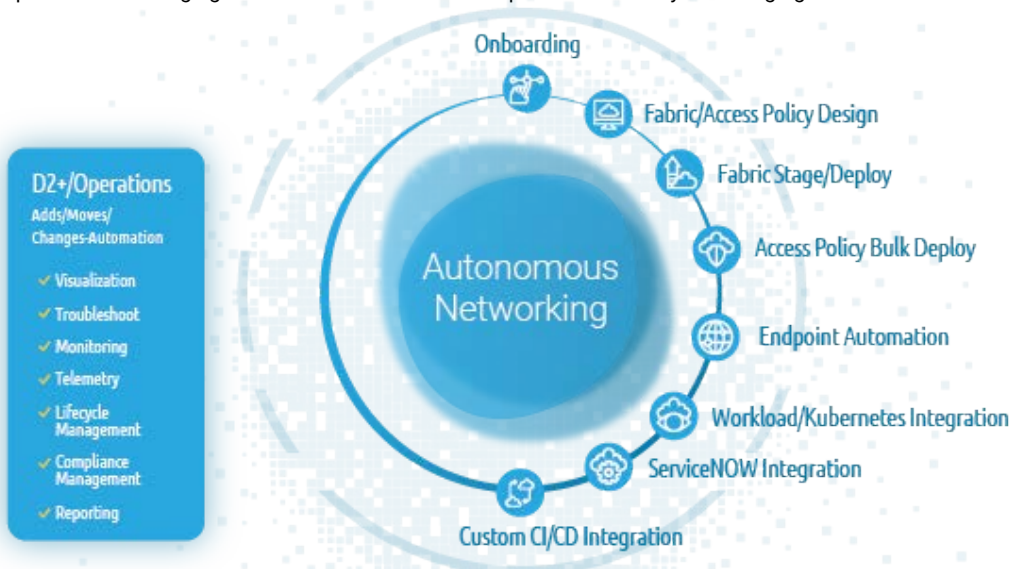 Onboarding
Fabric/Access Policy Design
Fabric Stage/Deploy
Access Policy Bulk Deploy
Endpoint Automation
Workload/Kubernetes Integration
ServiceNOW Integration
Custom CI/CD Integration
Autonomous
Networking
D2+/Operations
Adds/Moves/
Changes-Automation
Visualization
Troubleshoot
Monitoring
Telemetry
Lifecycle
Management
Compliance
Management
Reporting